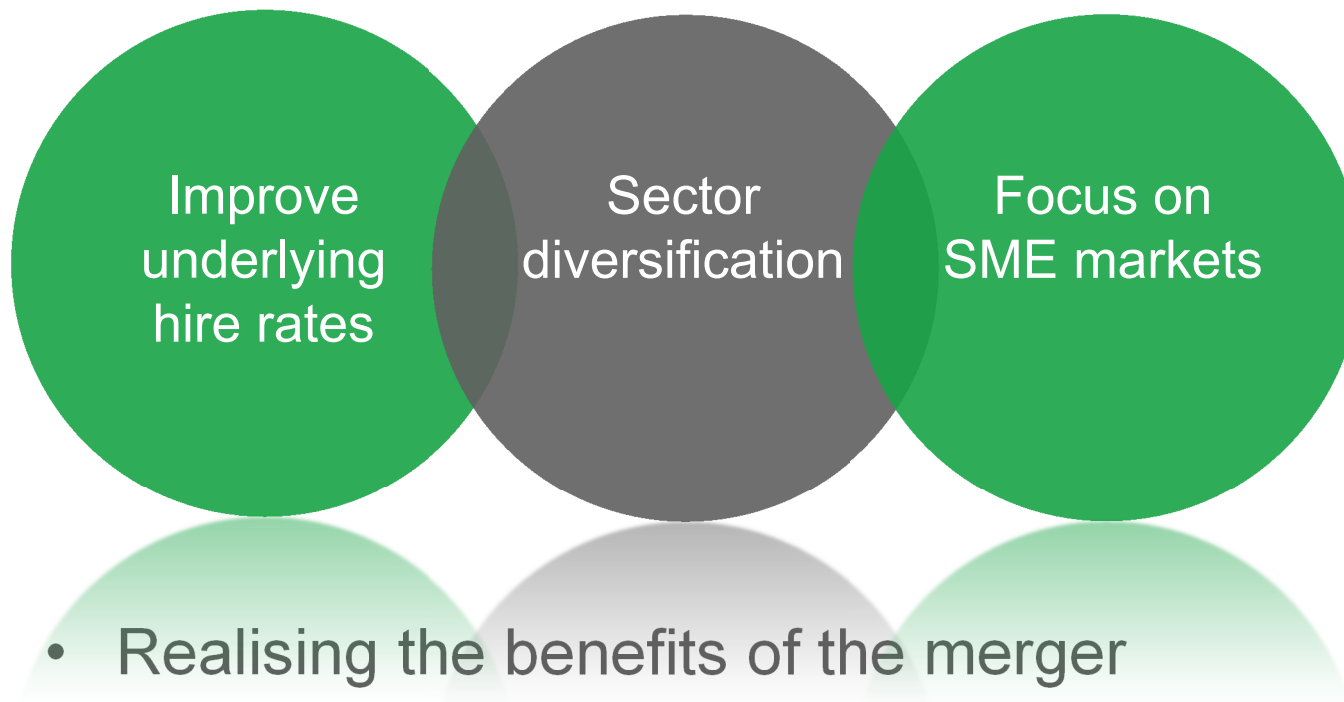 Improve
underlying
hire rates
Sector
diversification
Focus on
SME markets
• Realising the benefits of the merger